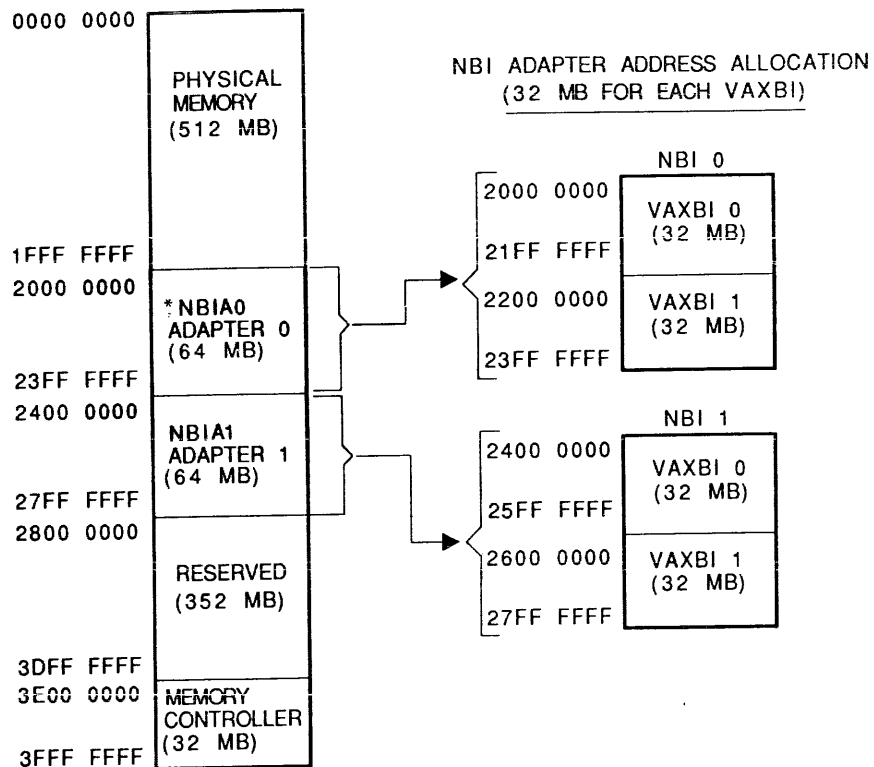 0000 0000
PHYSICAL
MEMORY
(512 MB)
1FFF FFFF
2000 0000
*NBIA0
ADAPTER 0
(64 MB)
23FF FFFF
2400 0000
NBIA1
ADAPTER 1
(64 MB)
27FF FFFF
2800 0000
RESERVED
(352 MB)
3DFF FFFF
3E00 0000
MEMORY
CONTROLLER
(32 MB)
3FFF FFFF
NBI ADAPTER ADDRESS ALLOCATION
(32 MB FOR EACH VAXBI)
NBI 0
2000 0000
VAXBI 0
(32 MB)
21FF FFFF
2200 0000
VAXBI 1
(32 MB)
23FF FFFF
NBI 1
2400 0000
VAXBI 0
(32 MB)
25FF FFFF
2600 0000
VAXBI 1
(32 MB)
27FF FFFF